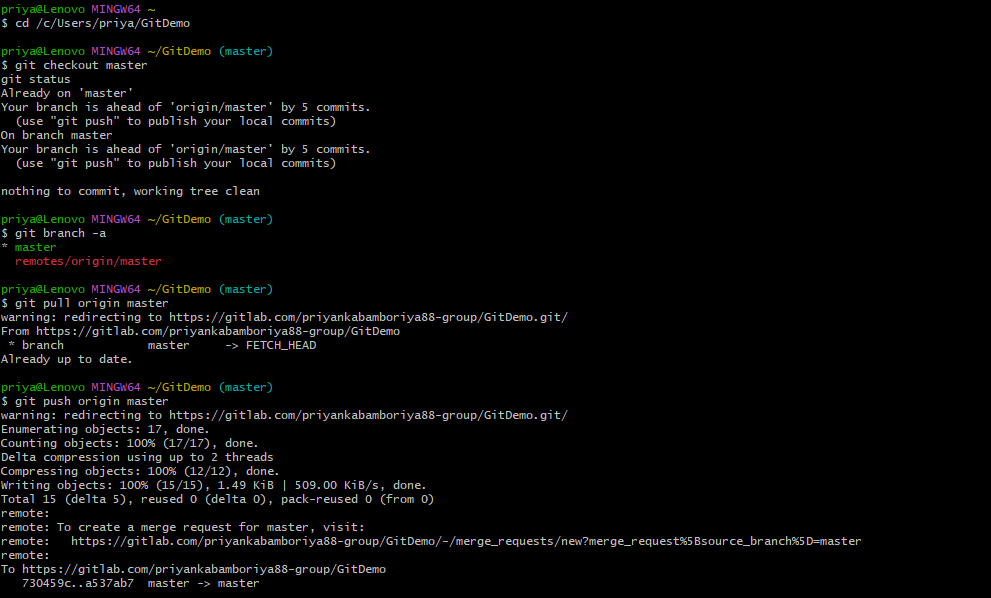 priya@Lenovo MINGW64 ~
$ cd /c/Users/priya/GitDemo
priya@Lenovo MINGW64 ~/GitDemo (master)
$ git checkout master
git status
Already on 'master'
Your branch is ahead of 'origin/master' by 5 commits.
  (use "git push" to publish your local commits)
On branch master
Your branch is ahead of 'origin/master' by 5 commits.
  (use "git push" to publish your local commits)
nothing to commit, working tree clean
priya@Lenovo MINGW64 ~/GitDemo (master)
$ git branch -a
* master
  remotes/origin/master
priya@Lenovo MINGW64 ~/GitDemo (master)
$ git pull origin master
warning: redirecting to https://gitlab.com/priyankabamboriya88-group/GitDemo.git/
From https://gitlab.com/priyankabamboriya88-group/GitDemo
 * branch            master     -> FETCH_HEAD
Already up to date.
priya@Lenovo MINGW64 ~/GitDemo (master)
$ git push origin master
warning: redirecting to https://gitlab.com/priyankabamboriya88-group/GitDemo.git/
Enumerating objects: 17, done.
Counting objects: 100% (17/17), done.
Delta compression using up to 2 threads
Compressing objects: 100% (12/12), done.
Writing objects: 100% (15/15), 1.49 KiB | 509.00 KiB/s, done.
Total 15 (delta 5), reused 0 (delta 0), pack-reused 0 (from 0)
remote:
remote: To create a merge request for master, visit:
remote:   https://gitlab.com/priyankabamboriya88-group/GitDemo/-/merge_requests/new?merge_request%5Bsource_branch%5D=master
remote:
To https://gitlab.com/priyankabamboriya88-group/GitDemo
   730459c..a537ab7  master -> master